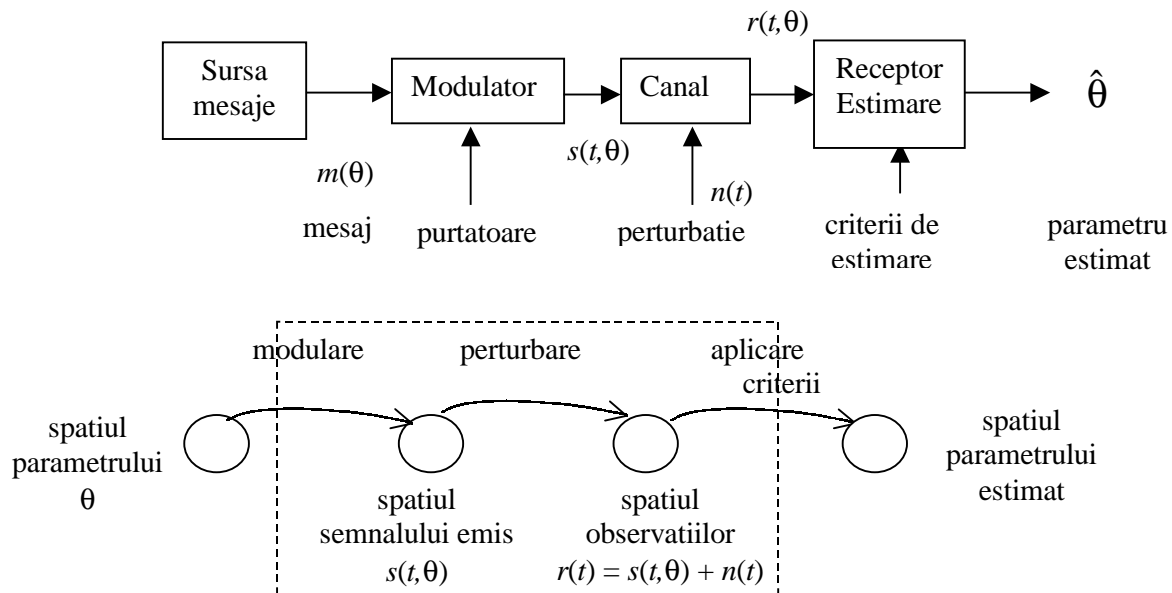 r(t,θ)
Sursa
mesaje
Modulator
Canal
Receptor
Estimare
θ̂
m(θ)
mesaj
s(t,θ)
n(t)
purtatoare
perturbatie
criterii de
estimare
parametru
estimat
modulare
perturbare
aplicare
criterii
spatiul
parametrului
θ
spatiul
semnalului emis
s(t,θ)
spatiul
observatiilor
r(t) = s(t,θ) + n(t)
spatiul
parametrului
estimat